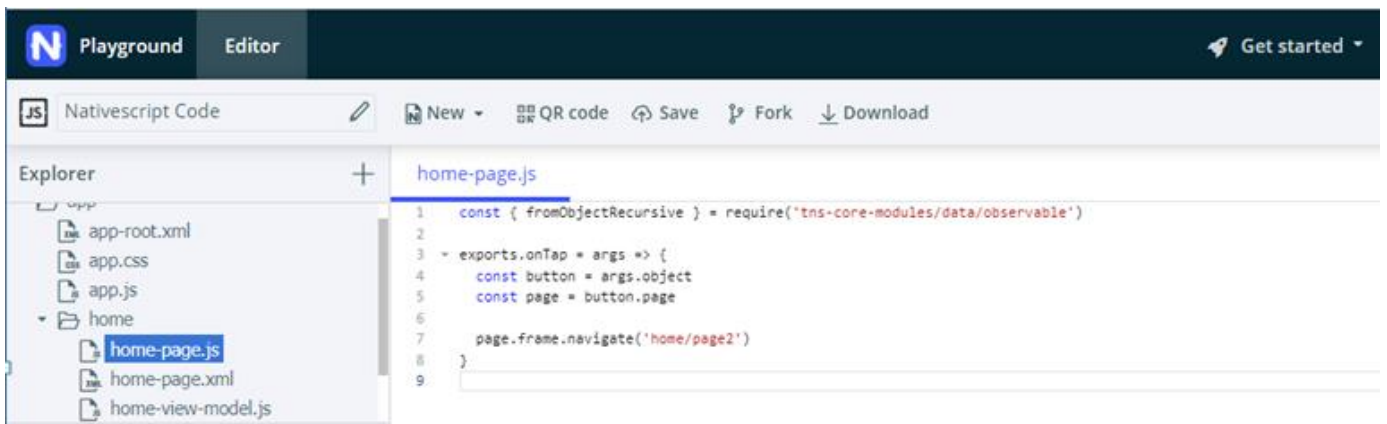 N Playground Editor Get started
JS Nativescript Code New QR code Save Fork Download
Explorer
home-page.js
app
app-root.xml
app.css
app.js
home
home-page.js
home-page.xml
home-view-model.js
1 const { fromObjectRecursive } = require('tns-core-modules/data/observable')
2
3 exports.onTap = args => {
4 const button = args.object
5 const page = button.page
6
7 page.frame.navigate('home/page2')
8 }
9